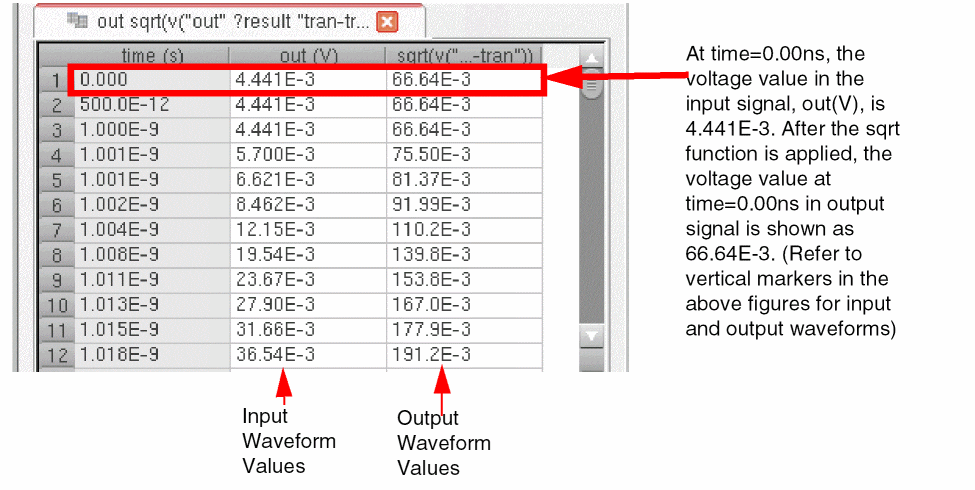 out sqrt(v("out" ?result "tran-tr...
time (s) out (V) sqrt(v("...-tran"))
1 0.000 4.441E-3 66.64E-3
2 500.0E-12 4.441E-3 66.64E-3
3 1.000E-9 4.441E-3 66.64E-3
4 1.001E-9 5.700E-3 75.50E-3
5 1.001E-9 6.621E-3 81.37E-3
6 1.002E-9 8.462E-3 91.99E-3
7 1.004E-9 12.15E-3 110.2E-3
8 1.008E-9 19.54E-3 139.8E-3
9 1.011E-9 23.67E-3 153.8E-3
10 1.013E-9 27.90E-3 167.0E-3
11 1.015E-9 31.66E-3 177.9E-3
12 1.018E-9 36.54E-3 191.2E-3
At time=0.00ns, the
voltage value in the
input signal, out(V), is
4.441E-3. After the sqrt
function is applied, the
voltage value at
time=0.00ns in output
signal is shown as
66.64E-3. (Refer to
vertical markers in the
above figures for input
and output waveforms)
Input
Waveform
Values
Output
Waveform
Values